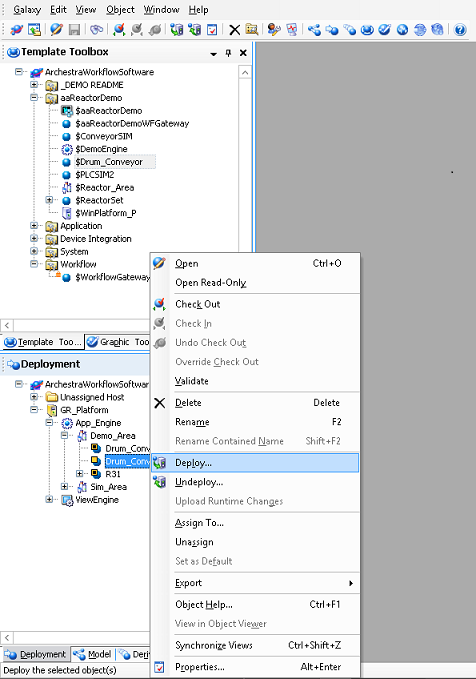 Galaxy Edit View Object Window Help
Template Toolbox
ArchestraWorkflowSoftware
_DEMO README
aaReactorDemo
$aaReactorDemo
$aaReactorDemoWFGateway
$ConveyorSIM
$DemoEngine
$Drum_Conveyor
$PLCSIM2
$Reactor_Area
$ReactorSet
$WinPlatform_P
Application
Device Integration
System
Workflow
$WorkflowGateway
Template Too... Graphic T
Deployment
ArchestraWorkflowSoftware
Unassigned Host
GR_Platform
App_Engine
Demo_Area
Drum_Conv
Drum_Conv
R31
Sim_Area
ViewEngine
Deployment Model Deri
Deploy the selected object(s)
Open Ctrl+O
Open Read-Only
Check Out
Check In
Undo Check Out
Override Check Out
Validate
Delete Delete
Rename F2
Rename Contained Name Shift+F2
Deploy...
Undeploy...
Upload Runtime Changes
Assign To...
Unassign
Set as Default
Export
Object Help... Ctrl+F1
View in Object Viewer
Synchronize Views Ctrl+Shift+Z
Properties... Alt+Enter